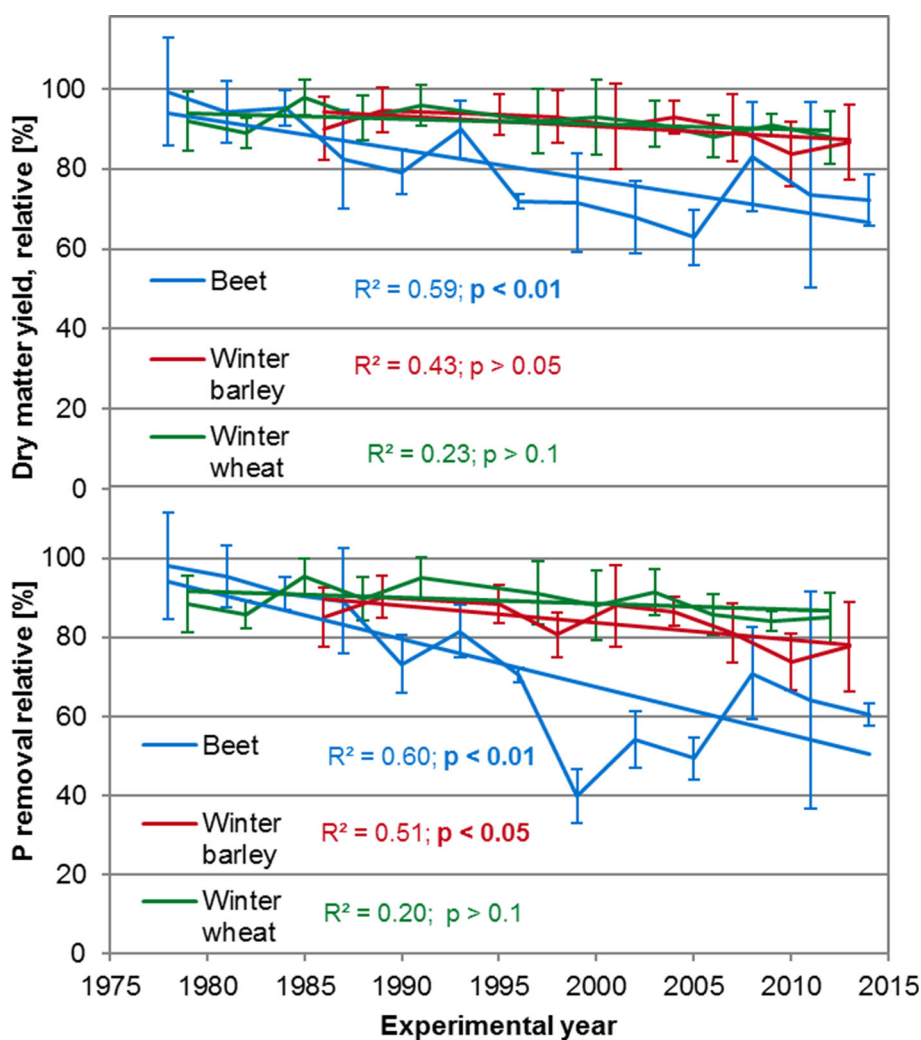 Dry matter yield, relative [%]
100
80
60
40
20
0
Beet
R² = 0.59; p < 0.01
Winter
barley
R² = 0.43; p > 0.05
Winter
wheat
R² = 0.23; p > 0.1
P removal relative [%]
100
80
60
40
20
0
Beet
R² = 0.60; p < 0.01
Winter
barley
R² = 0.51; p < 0.05
Winter
wheat
R² = 0.20; p > 0.1
1975 1980 1985 1990 1995 2000 2005 2010 2015
Experimental year